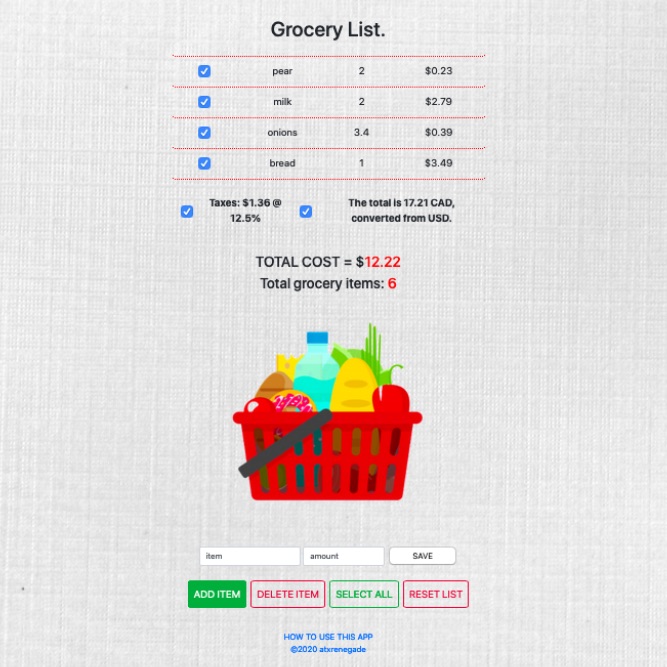 Grocery List.
pear 2 $0.23
milk 2 $2.79
onions 3.4 $0.39
bread 1 $3.49
Taxes: $1.36 @ The total is 17.21 CAD,
12.5% converted from USD.
TOTAL COST = $12.22
Total grocery items: 6
item amount SAVE
ADD ITEM DELETE ITEM SELECT ALL RESET LIST
HOW TO USE THIS APP
©2020 atxrenegade